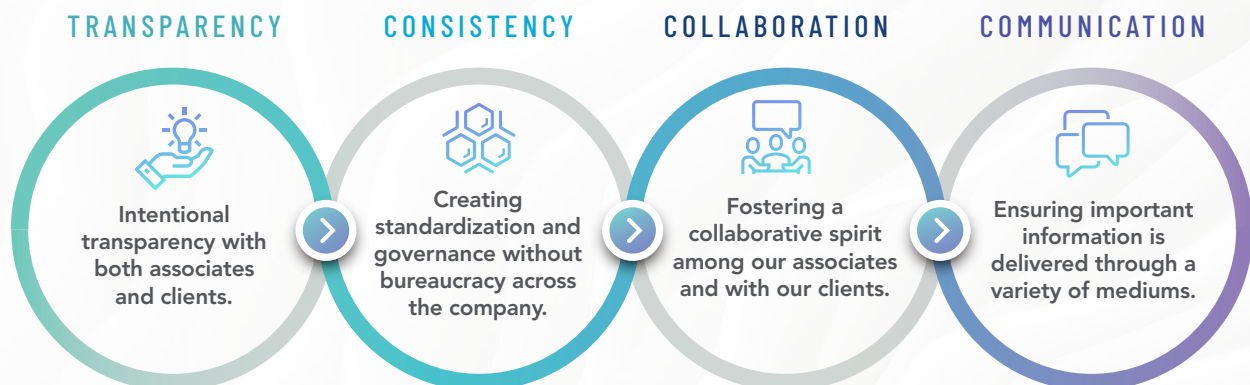 TRANSPARENCY
Intentional
transparency with
both associates
and clients.
CONSISTENCY
Creating
standardization and
governance without
bureaucracy across
the company.
COLLABORATION
Fostering a
collaborative spirit
among our associates
and with our clients.
COMMUNICATION
Ensuring important
information is
delivered through a
variety of mediums.